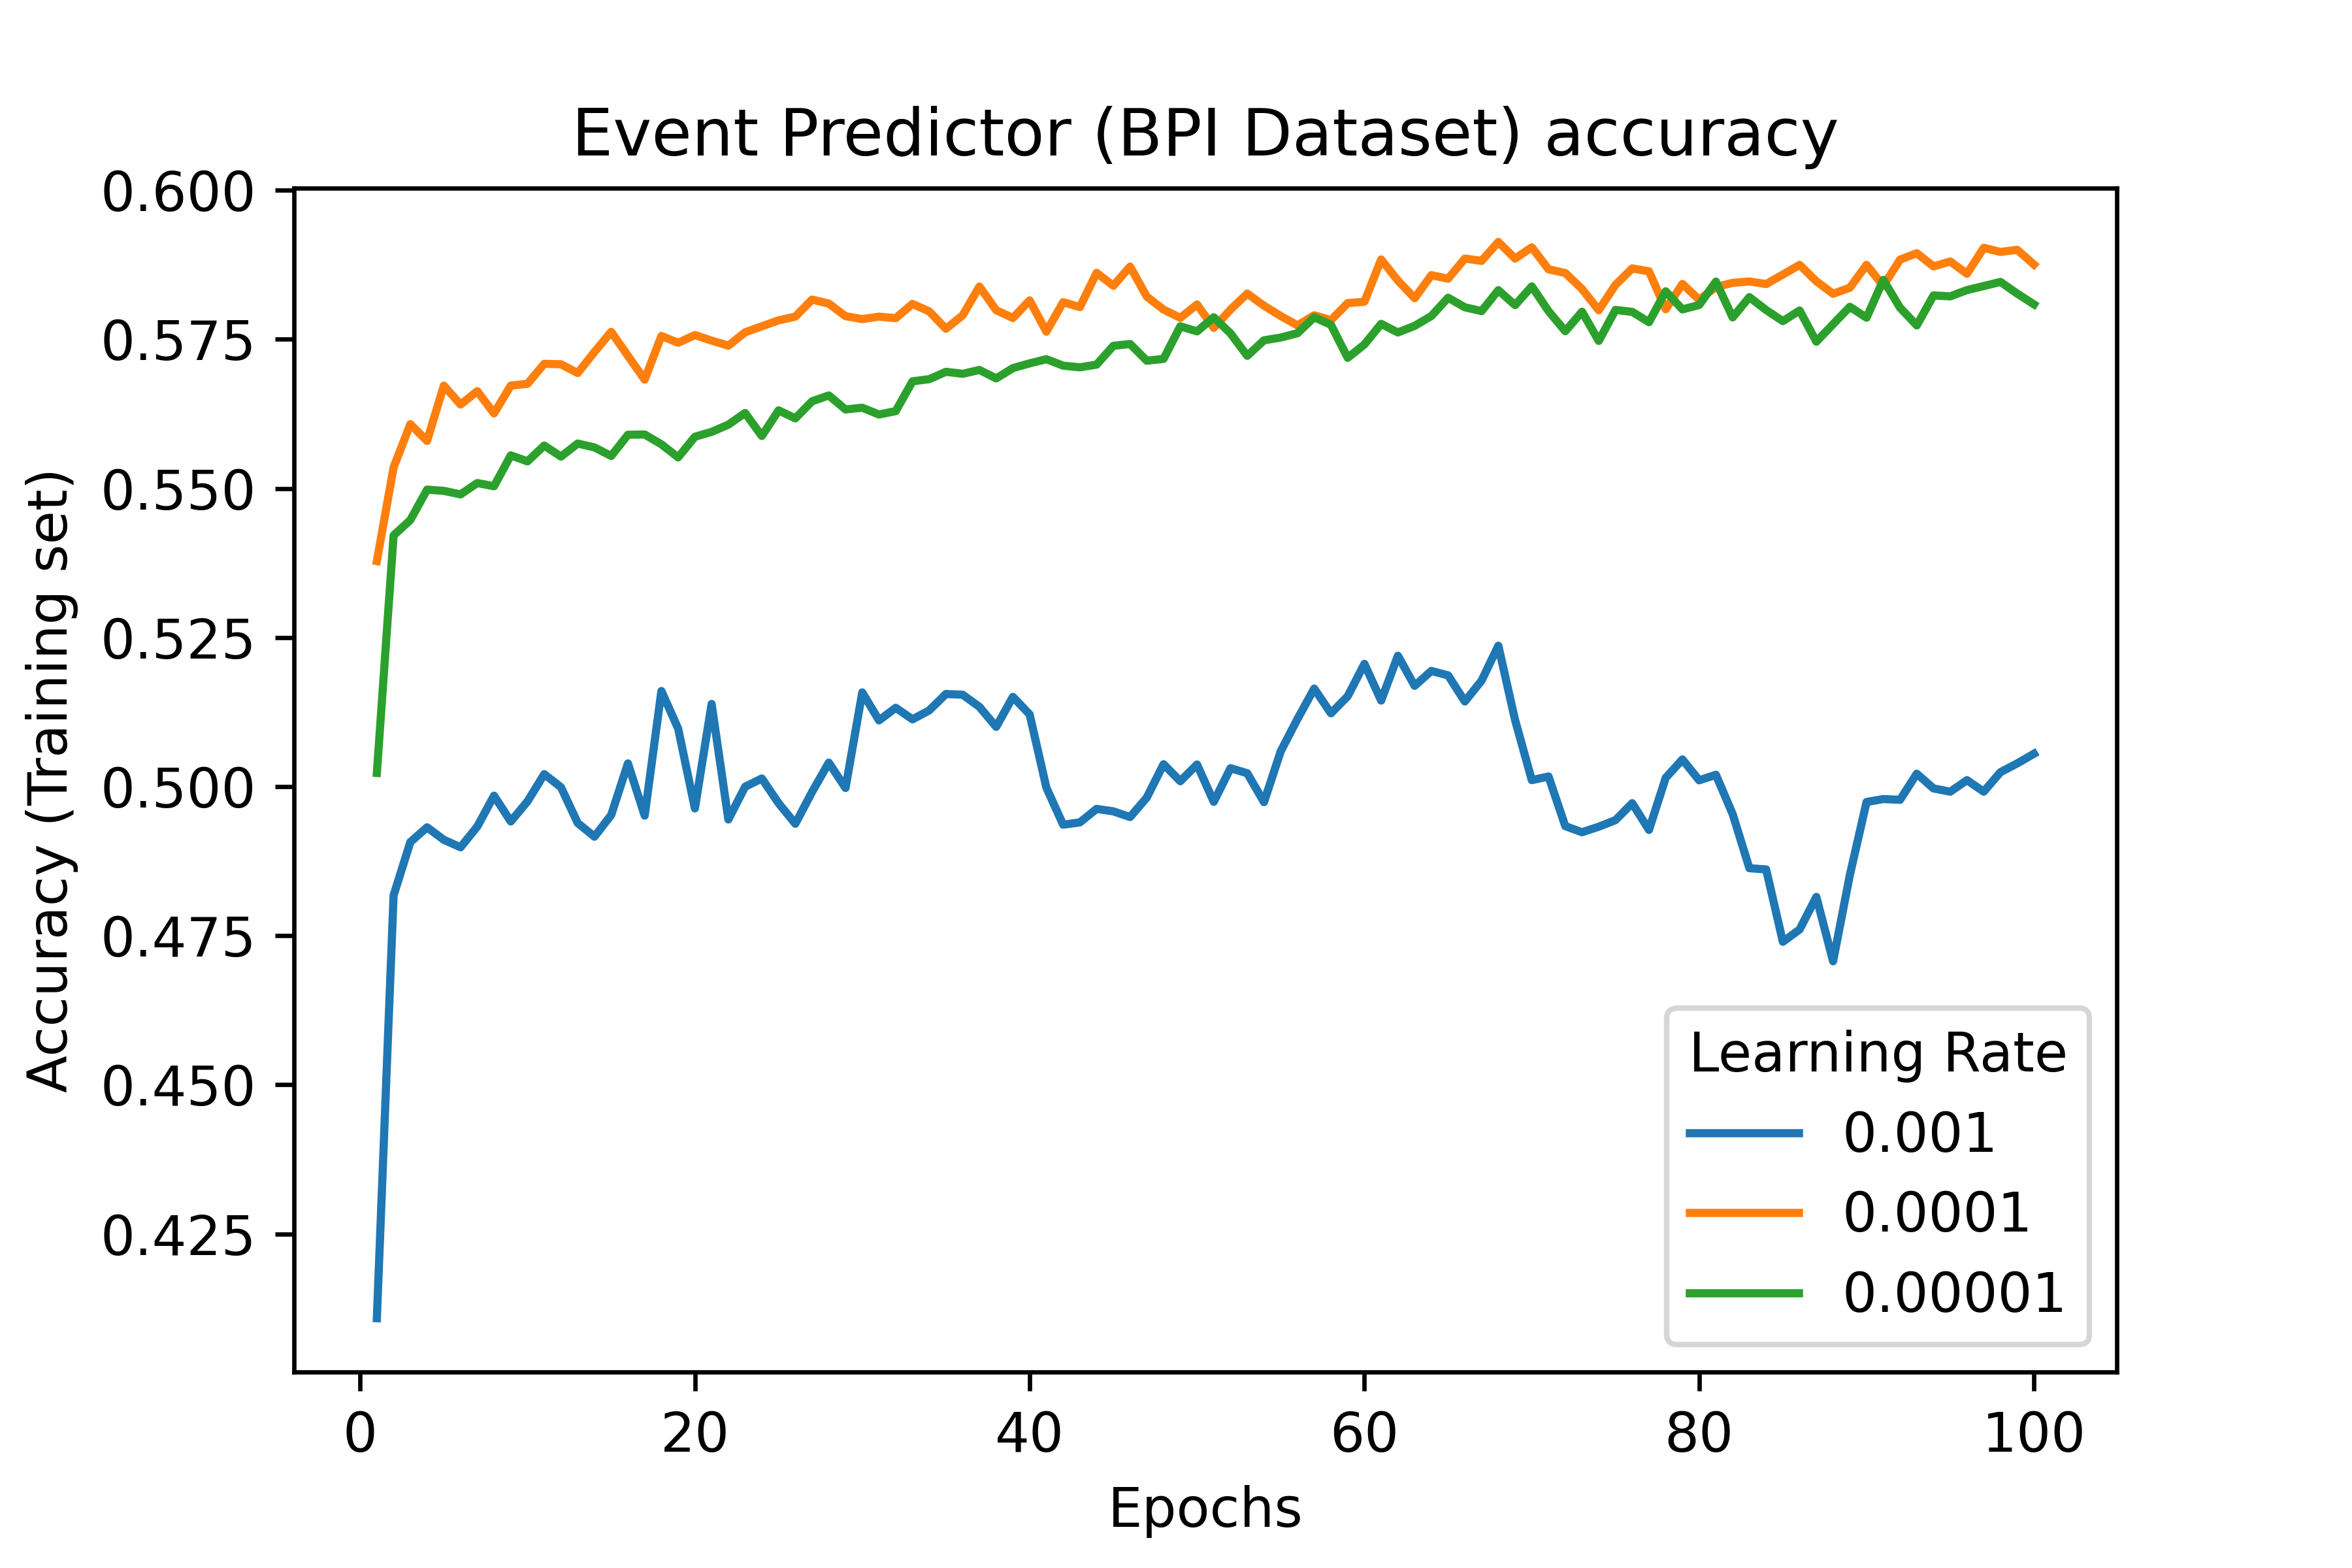 Event Predictor (BPI Dataset) accuracy
Accuracy (Training set)
0.600
0.575
0.550
0.525
0.500
0.475
0.450
0.425
Learning Rate
0.001
0.0001
0.00001
0 20 40 60 80 100
Epochs